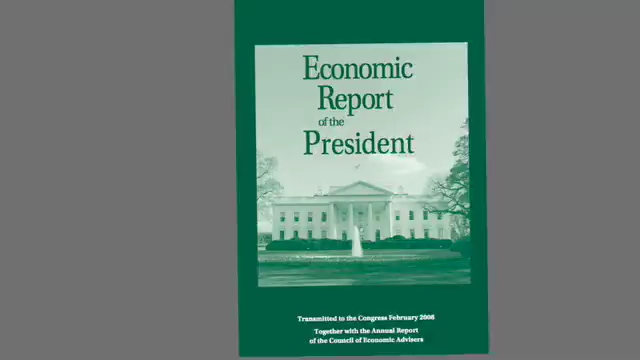 Economic
Report
of the
President
Transmitted to the Congress February 2008
Together with the Annual Report
of the Council of Economic Advisers